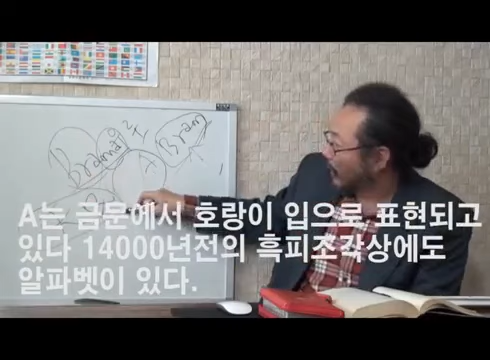 Brama
Bram
A
A는 금문에서 호랑이 입으로 표현되고
있다 14000년전의 흑피조각상에도
알파벳이 있다.